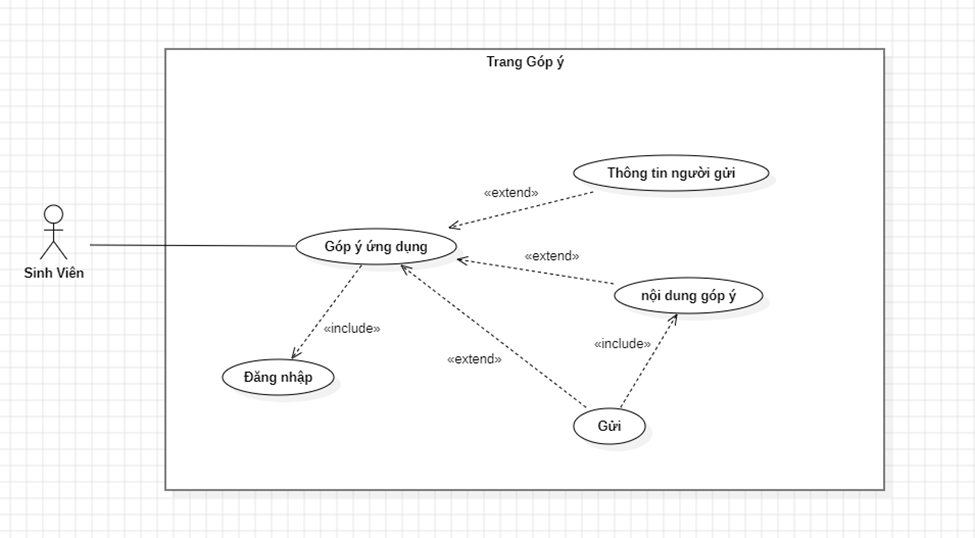 Trang Góp ý
Thông tin người gửi
«extend»
Góp ý ứng dụng
«extend»
Sinh Viên
nội dung góp ý
«include»
«include»
«extend»
Đăng nhập
Gửi